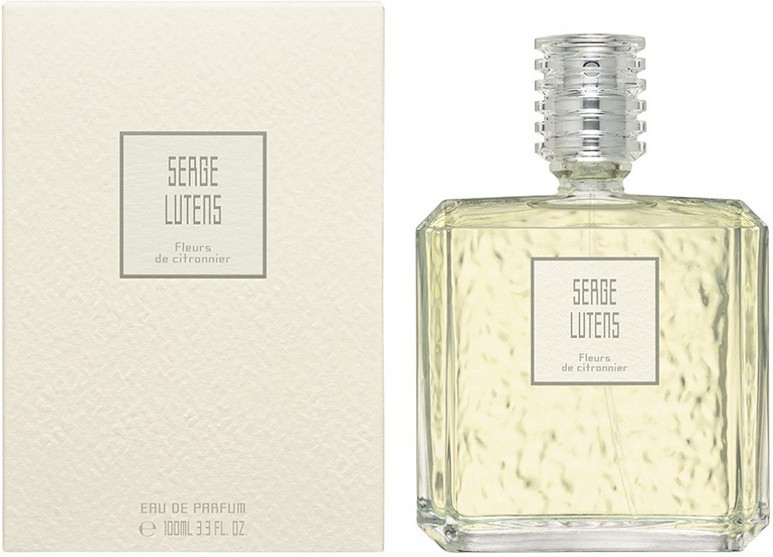 SERGE
LUTENS
Fleurs
de citronnier
EAU DE PARFUM
℮ 100ML 3.3 FL. OZ.
SERGE
LUTENS
Fleurs
de citronnier